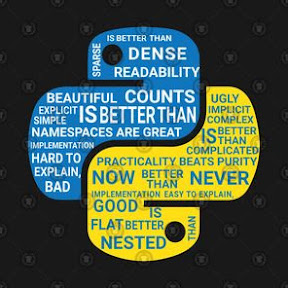 IS BETTER THAN
SPARSE
DENSE
READABILITY
BEAUTIFUL COUNTS
EXPLICIT
SIMPLE
IS BETTER THAN
NAMESPACES ARE GREAT
IMPLEMENTATION
HARD TO
EXPLAIN,
BAD
UGLY
IMPLICIT
COMPLEX
IS
BETTER
THAN
COMPLICATED
PRACTICALITY BEATS PURITY
NOW BETTER THAN NEVER
IMPLEMENTATION EASY TO EXPLAIN,
GOOD IS
FLAT BETTER
THAN
NESTED